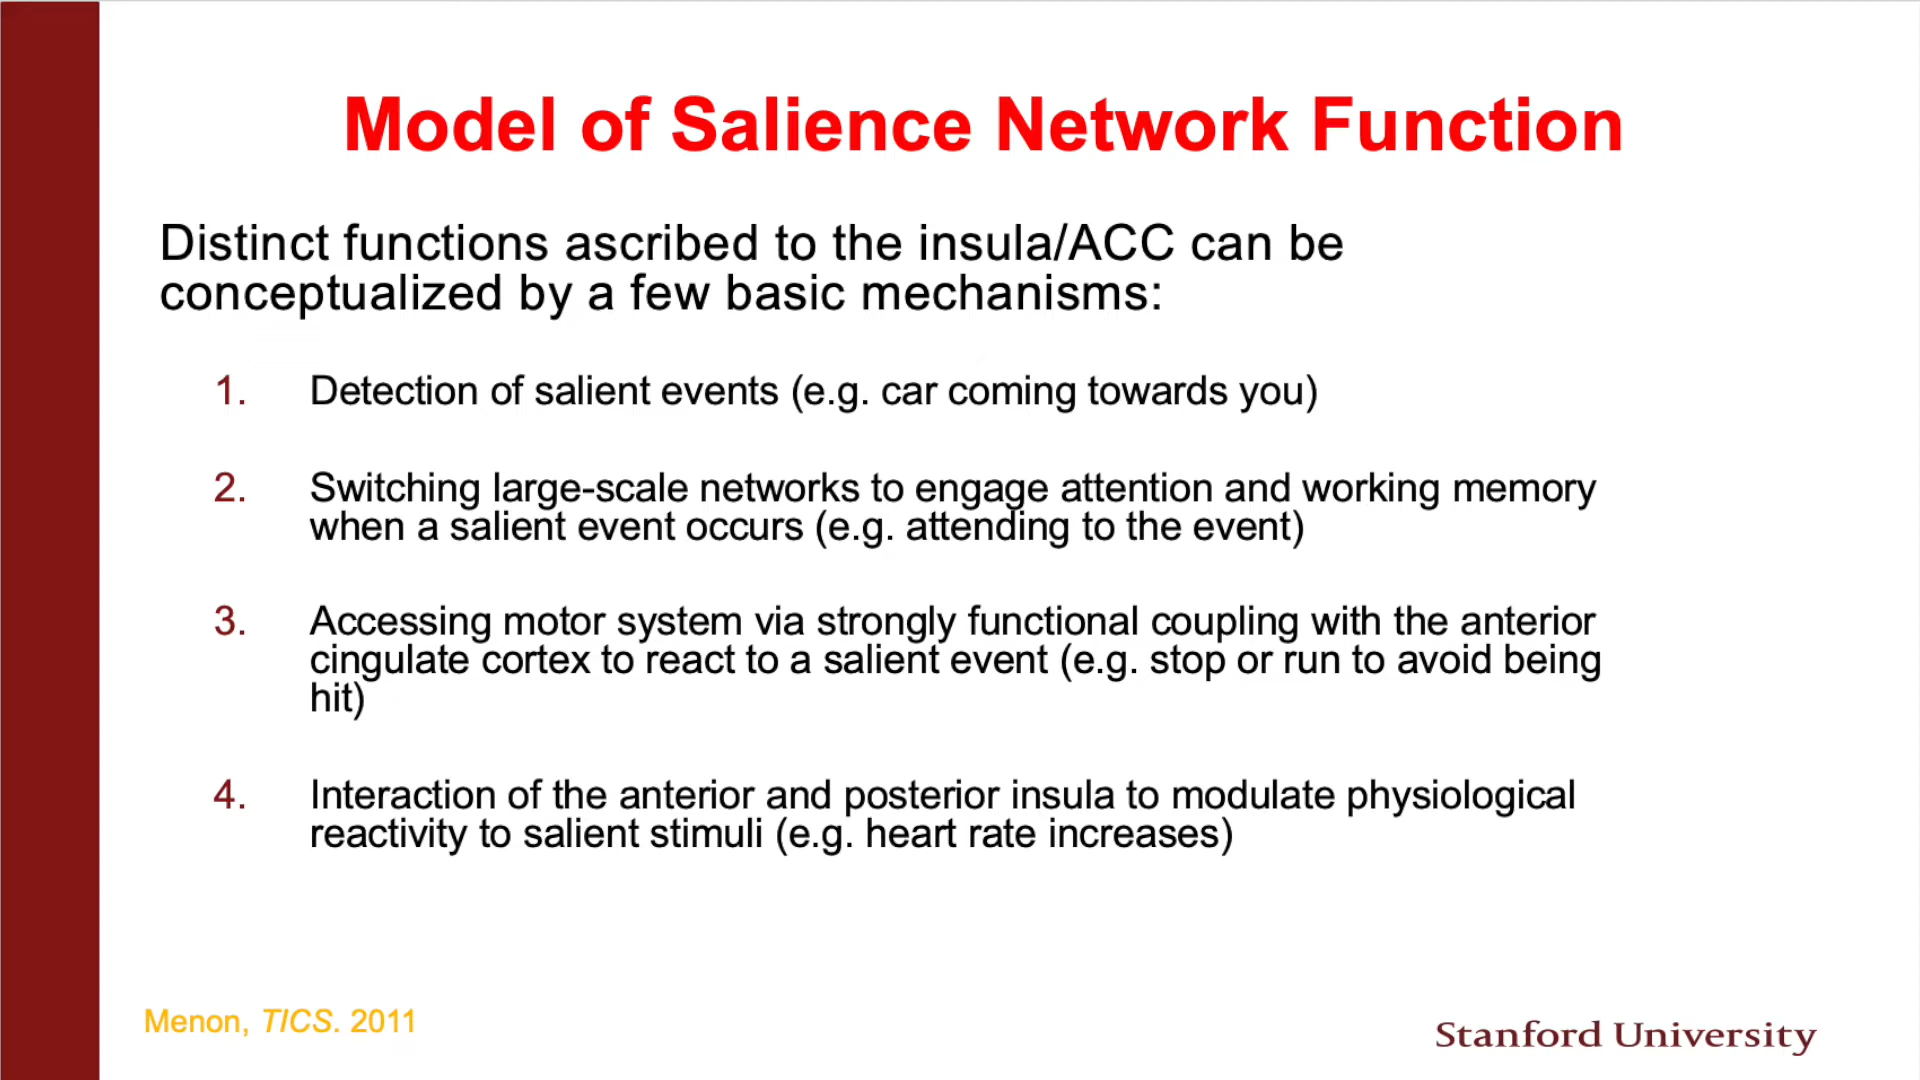 Model of Salience Network Function
Distinct functions ascribed to the insula/ACC can be
conceptualized by a few basic mechanisms:
1. Detection of salient events (e.g. car coming towards you)
2. Switching large-scale networks to engage attention and working memory
when a salient event occurs (e.g. attending to the event)
3. Accessing motor system via strongly functional coupling with the anterior
cingulate cortex to react to a salient event (e.g. stop or run to avoid being
hit)
4. Interaction of the anterior and posterior insula to modulate physiological
reactivity to salient stimuli (e.g. heart rate increases)
Menon, TICS. 2011
Stanford University